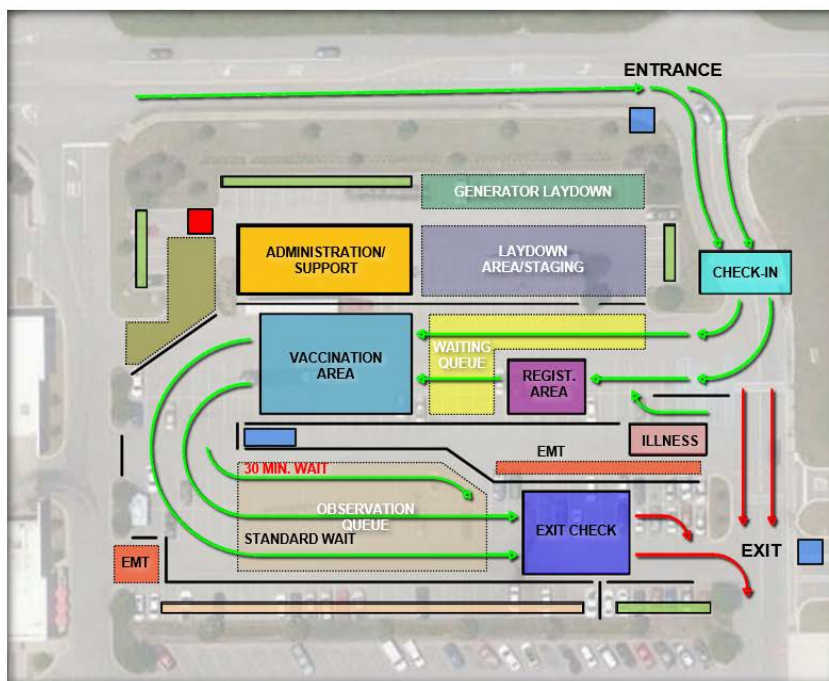 ENTRANCE
GENERATOR LAYDOWN
ADMINISTRATION/
SUPPORT
LAYDOWN
AREA/STAGING
CHECK-IN
VACCINATION
AREA
WAITING
QUEUE
REGIST.
AREA
ILLNESS
EMT
30 MIN. WAIT
OBSERVATION
QUEUE
STANDARD WAIT
EXIT CHECK
EXIT
EMT